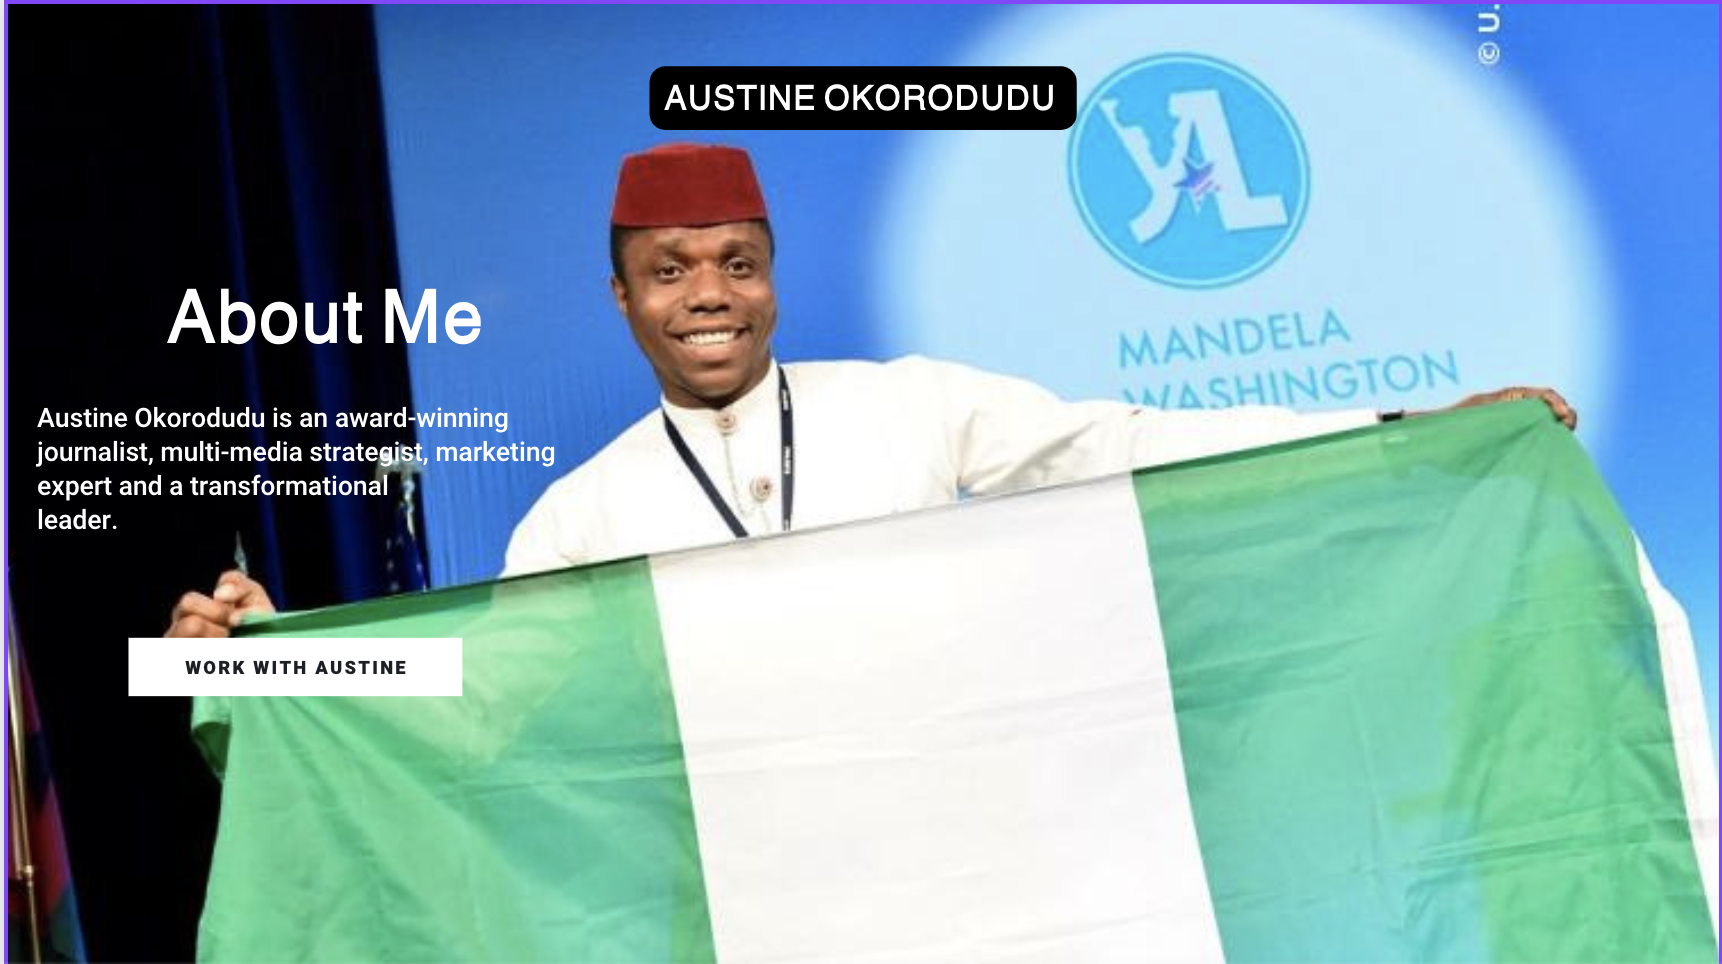 © U.
AUSTINE OKORODUDU
YAL
MANDELA
WASHINGTON
About Me
Austine Okorodudu is an award-winning
journalist, multi-media strategist, marketing
expert and a transformational
leader.
WORK WITH AUSTINE